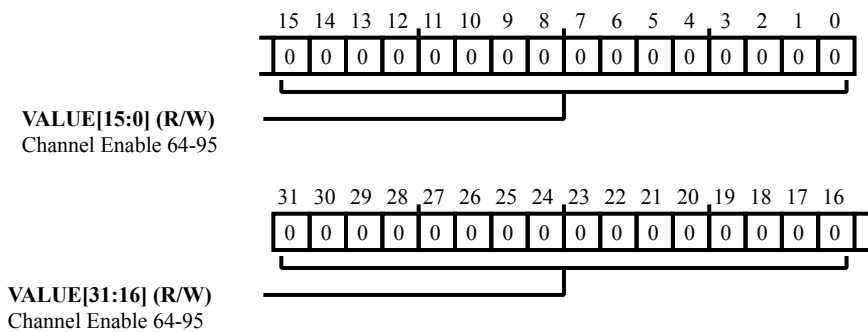 15 14 13 12 11 10 9 8 7 6 5 4 3 2 1 0
0 0 0 0 0 0 0 0 0 0 0 0 0 0 0 0
VALUE[15:0] (R/W)
Channel Enable 64-95
31 30 29 28 27 26 25 24 23 22 21 20 19 18 17 16
0 0 0 0 0 0 0 0 0 0 0 0 0 0 0 0
VALUE[31:16] (R/W)
Channel Enable 64-95